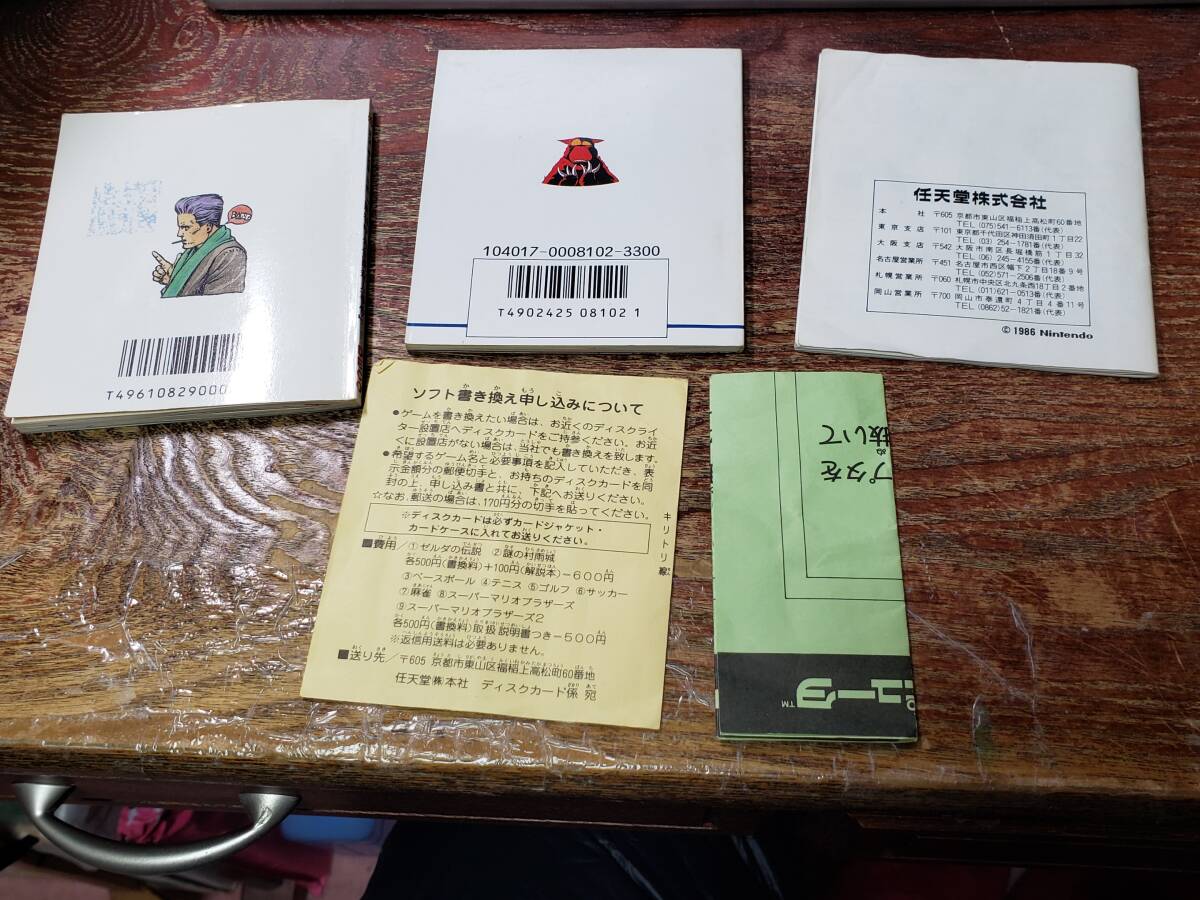 T49610829000
104017-0008102-3300
T4902425 08102 1
任天堂株式会社
本 社 〒605 京都市東山区福稲上高松町60番地
TEL (075)541-6113番(代表)
東京支店 〒101 東京都千代田区神田須田町1丁目22
TEL (03) 254-1781番(代表)
大阪支店 〒542 大阪市南区長堀橋筋1丁目32
TEL (06) 245-4155番(代表)
名古屋営業所 〒451 名古屋市西区幅下2丁目18番9号
TEL (052)571-2506番(代表)
札幌営業所 〒060 札幌市中央区北九条西18丁目2番地
TEL (011)621-0513番(代表)
岡山営業所 〒700 岡山市奉還町4丁目4番11号
TEL (0862)52-1821番(代表)
© 1986 Nintendo
ソフト書き換え申し込みについて
●ゲームを書き換えたい場合は、お近くのディスクライ
ター設置店へディスクカードをご持参ください。お近
くに設置店がない場合は、当社でも書き換えを致します。
●希望するゲーム名と必要事項を記入していただき、表
示金額分の郵便切手と、お持ちのディスクカードを同
封の上、申し込み書と共に、下記へお送りください。
☆なお、郵送の場合は、170円分の切手を貼ってください。
※ディスクカードは必ずカードジャケット・
カードケースに入れてお送りください。
■費用/①ゼルダの伝説 ②謎の村雨城
各500円(書換料)+100円(解説本)−600円
③ベースボール ④テニス ⑤ゴルフ ⑥サッカー
⑦麻雀 ⑧スーパーマリオブラザーズ
⑨スーパーマリオブラザーズ2
各500円(書換料)取扱説明書つき−500円
※返信用送料は必要ありません。
■送り先/〒605 京都市東山区福稲上高松町60番地
任天堂㈱本社 ディスクカード係 宛
キリトリ線
プタを
抜いて
ピュータ
TM